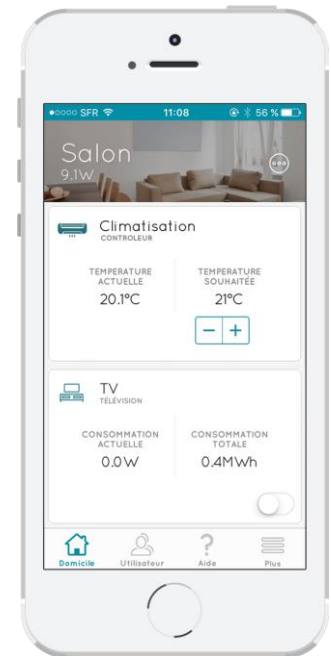 ●○○○○ SFR 11:08 56 %
Salon
9.1W
Climatisation
CONTROLEUR
TEMPERATURE ACTUELLE
20.1°C
TEMPERATURE SOUHAITÉE
21°C
− +
TV
TÉLÉVISION
CONSOMMATION ACTUELLE
0.0W
CONSOMMATION TOTALE
0.4MWh
Domicile Utilisateur ? Aide Plus